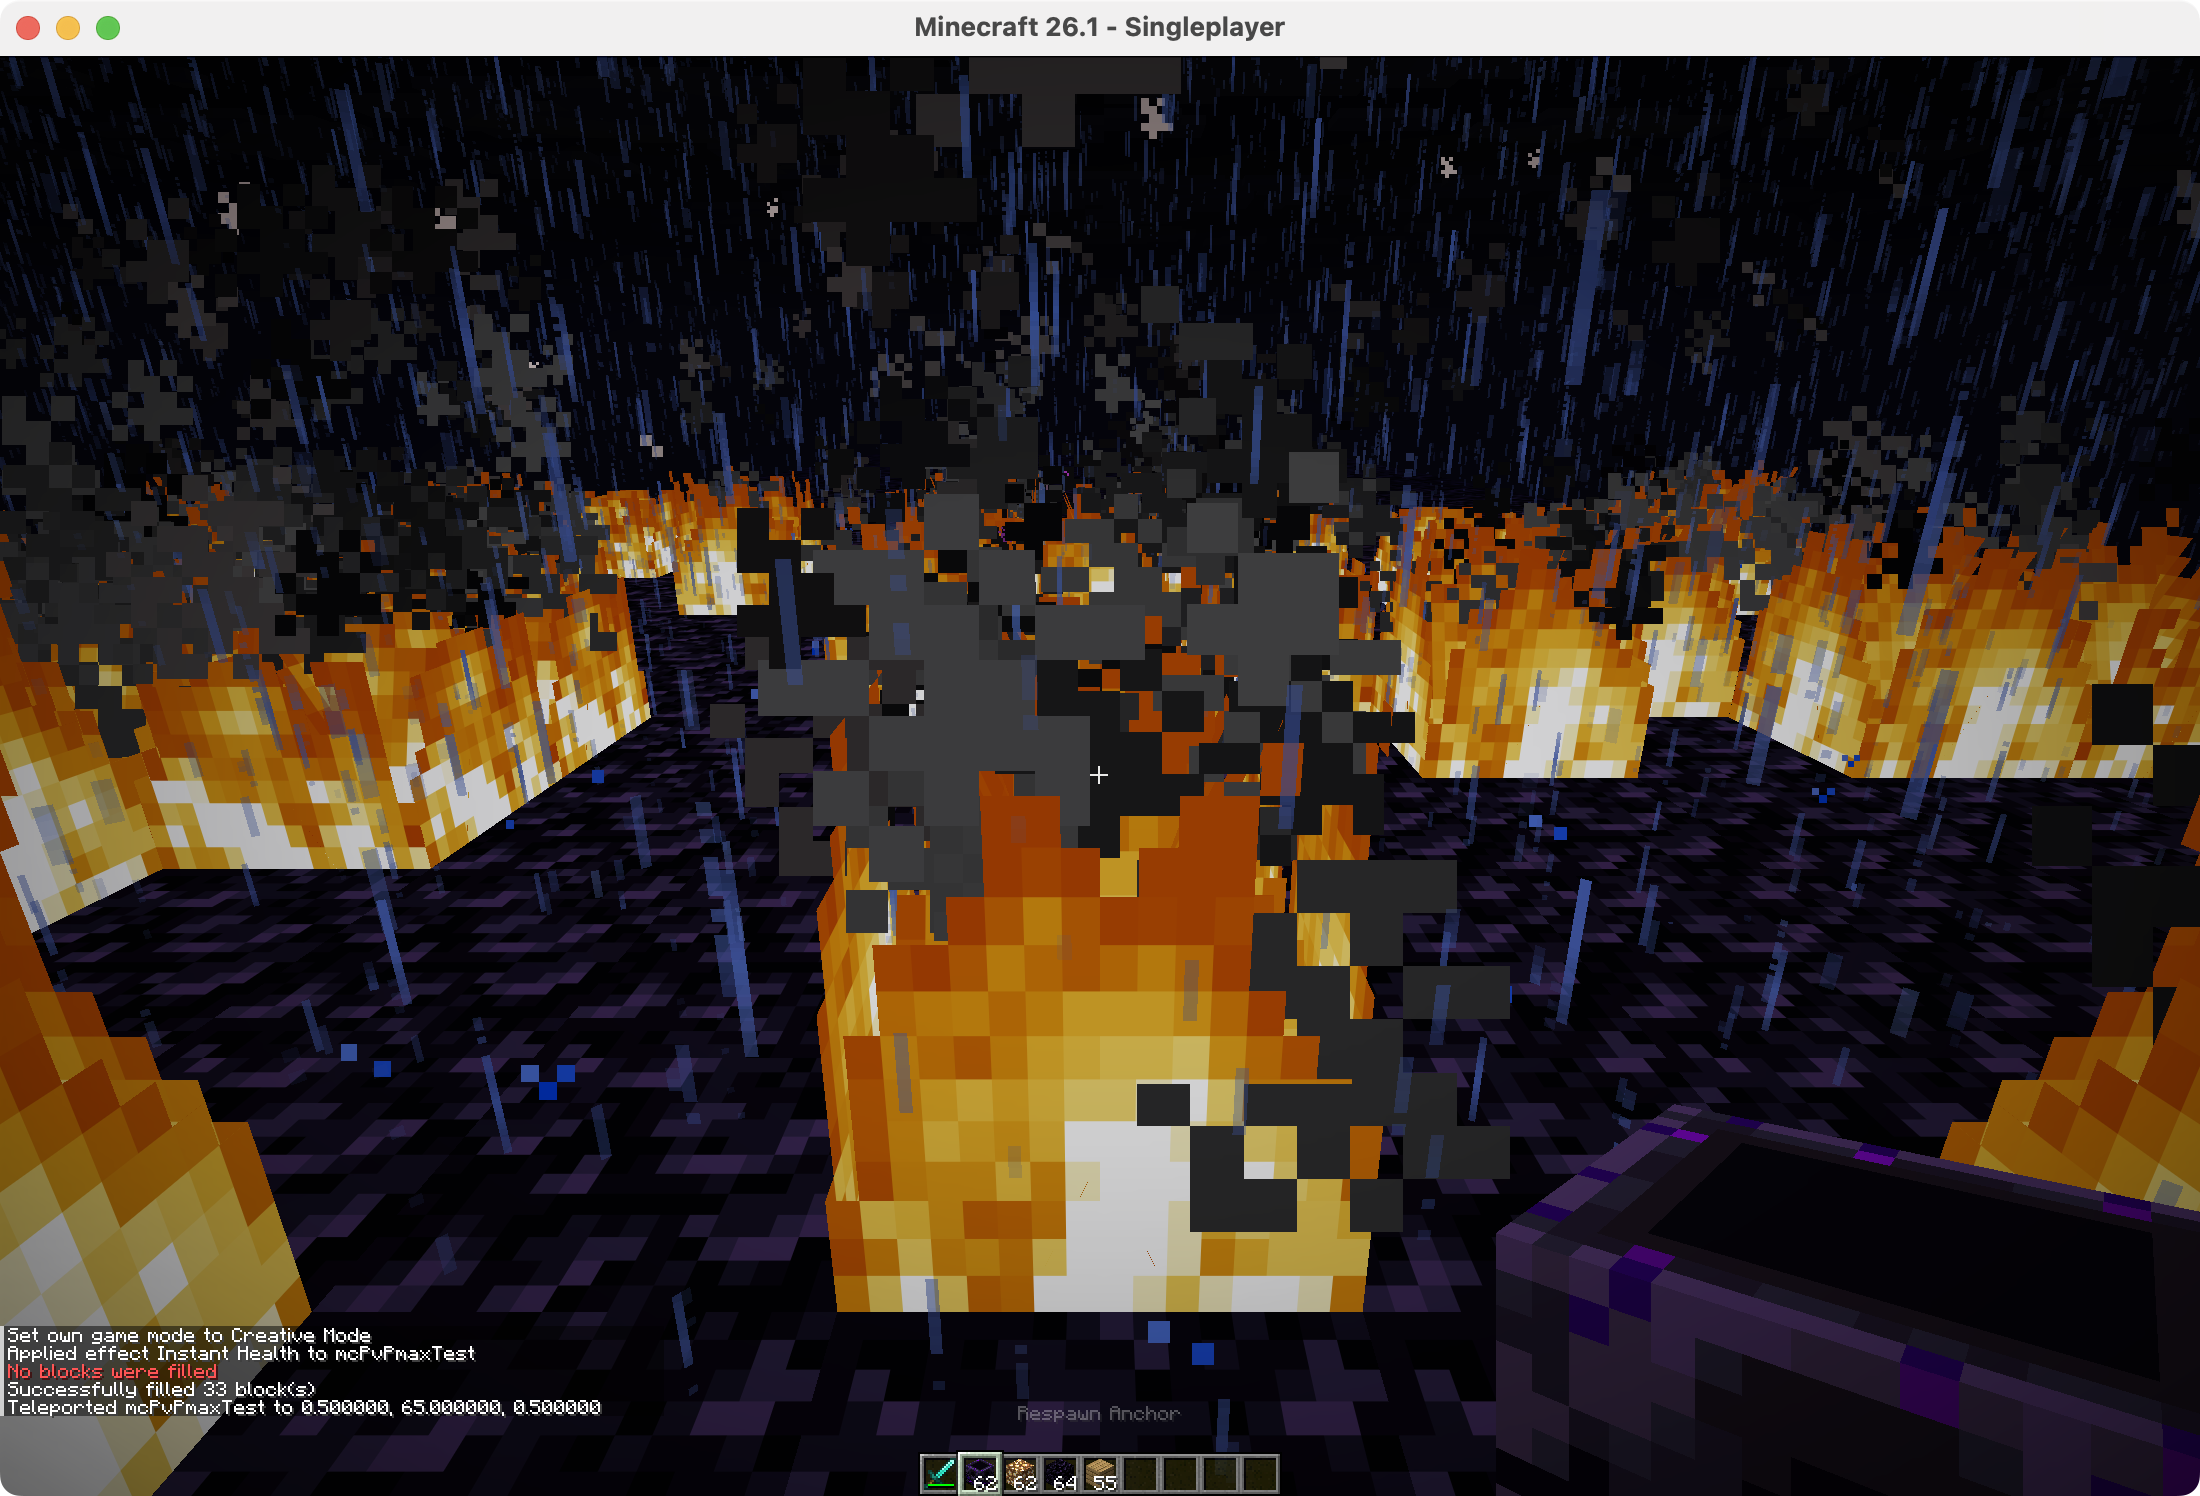 Minecraft 26.1 - Singleplayer
Set own game mode to Creative Mode
Applied effect Instant Health to mcPvPmaxTest
No blocks were filled
Successfully filled 33 block(s)
Teleported mcPvPmaxTest to 0.500000, 65.000000, 0.500000
Respawn Anchor
62 62 64 55